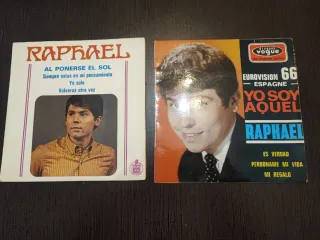 RAPHAEL
AL PONERSE EL SOL
Siempre estas en mi pensamiento
Yo solo
Volveras otra vez
vogue
EUROVISION 66
ESPAGNE
YO SOY
AQUEL
RAPHAEL
ES VERDAD
PERDONAME MI VIDA
MI REGALO